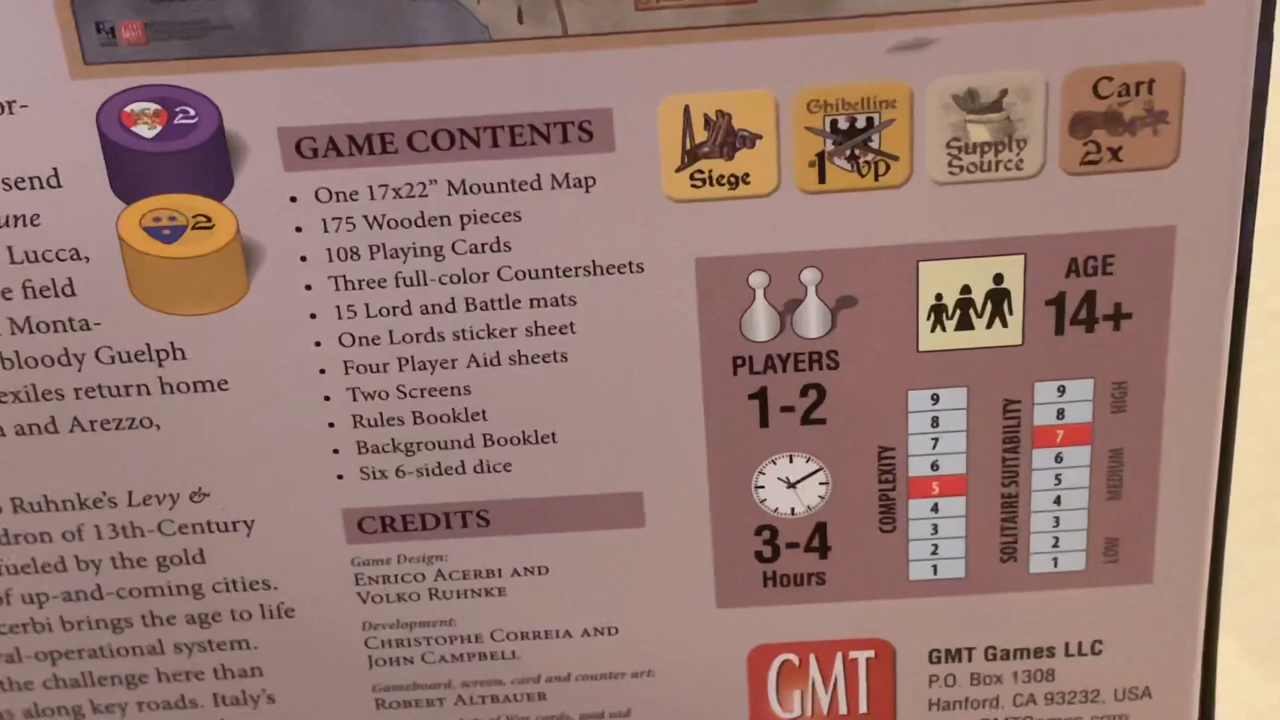 or-
send
une
Lucca,
e field
Monta-
bloody Guelph
exiles return home
a and Arezzo,
Ruhnke's Levy &
dron of 13th-Century
fueled by the gold
of up-and-coming cities.
cerbi brings the age to life
al-operational system.
the challenge here than
s along key roads. Italy's
2
2
GAME CONTENTS
• One 17x22" Mounted Map
• 175 Wooden pieces
• 108 Playing Cards
• Three full-color Countersheets
• 15 Lord and Battle mats
• One Lords sticker sheet
• Four Player Aid sheets
• Two Screens
• Rules Booklet
• Background Booklet
• Six 6-sided dice
CREDITS
Game Design:
ENRICO ACERBI AND
VOLKO RUHNKE
Development:
CHRISTOPHE CORREIA AND
JOHN CAMPBELL
Gameboard, screen, card and counter art:
ROBERT ALTBAUER
Siege
Ghibelline
1 VP
Supply
Source
Cart
2x
PLAYERS
1-2
AGE
14+
3-4
Hours
COMPLEXITY
9
8
7
6
5
4
3
2
1
SOLITAIRE SUITABILITY
9
8
7
6
5
4
3
2
1
HIGH
MEDIUM
LOW
GMT
GMT Games LLC
P.O. Box 1308
Hanford, CA 93232, USA